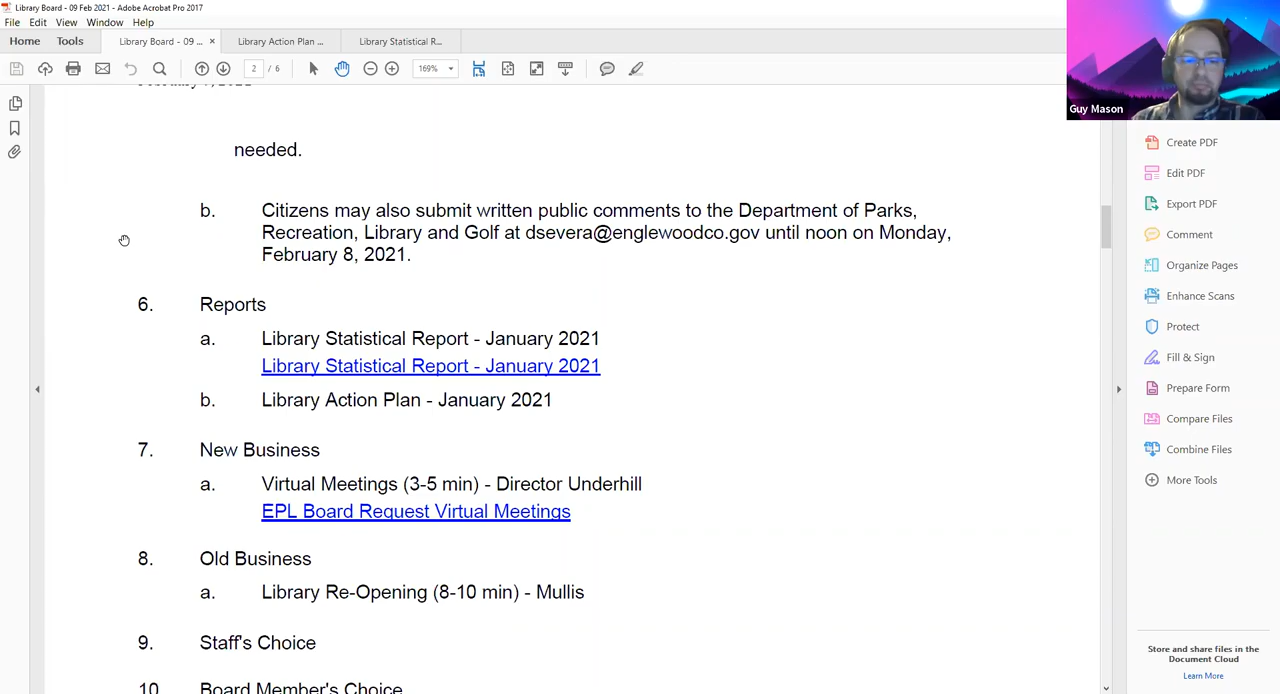 Library Board - 09 Feb 2021 - Adobe Acrobat Pro 2017
File Edit View Window Help
Home Tools Library Board - 09 ... × Library Action Plan ... Library Statistical R...
2 / 6 169%
Guy Mason
needed.
b. Citizens may also submit written public comments to the Department of Parks,
Recreation, Library and Golf at dsevera@englewoodco.gov until noon on Monday,
February 8, 2021.
6. Reports
a. Library Statistical Report - January 2021
Library Statistical Report - January 2021
b. Library Action Plan - January 2021
7. New Business
a. Virtual Meetings (3-5 min) - Director Underhill
EPL Board Request Virtual Meetings
8. Old Business
a. Library Re-Opening (8-10 min) - Mullis
9. Staff's Choice
10. Board Member's Choice
Create PDF
Edit PDF
Export PDF
Comment
Organize Pages
Enhance Scans
Protect
Fill & Sign
Prepare Form
Compare Files
Combine Files
More Tools
Store and share files in the
Document Cloud
Learn More